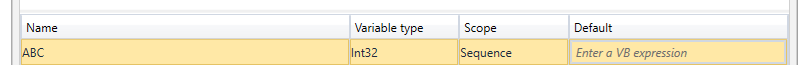 Name Variable type Scope Default
ABC Int32 Sequence Enter a VB expression